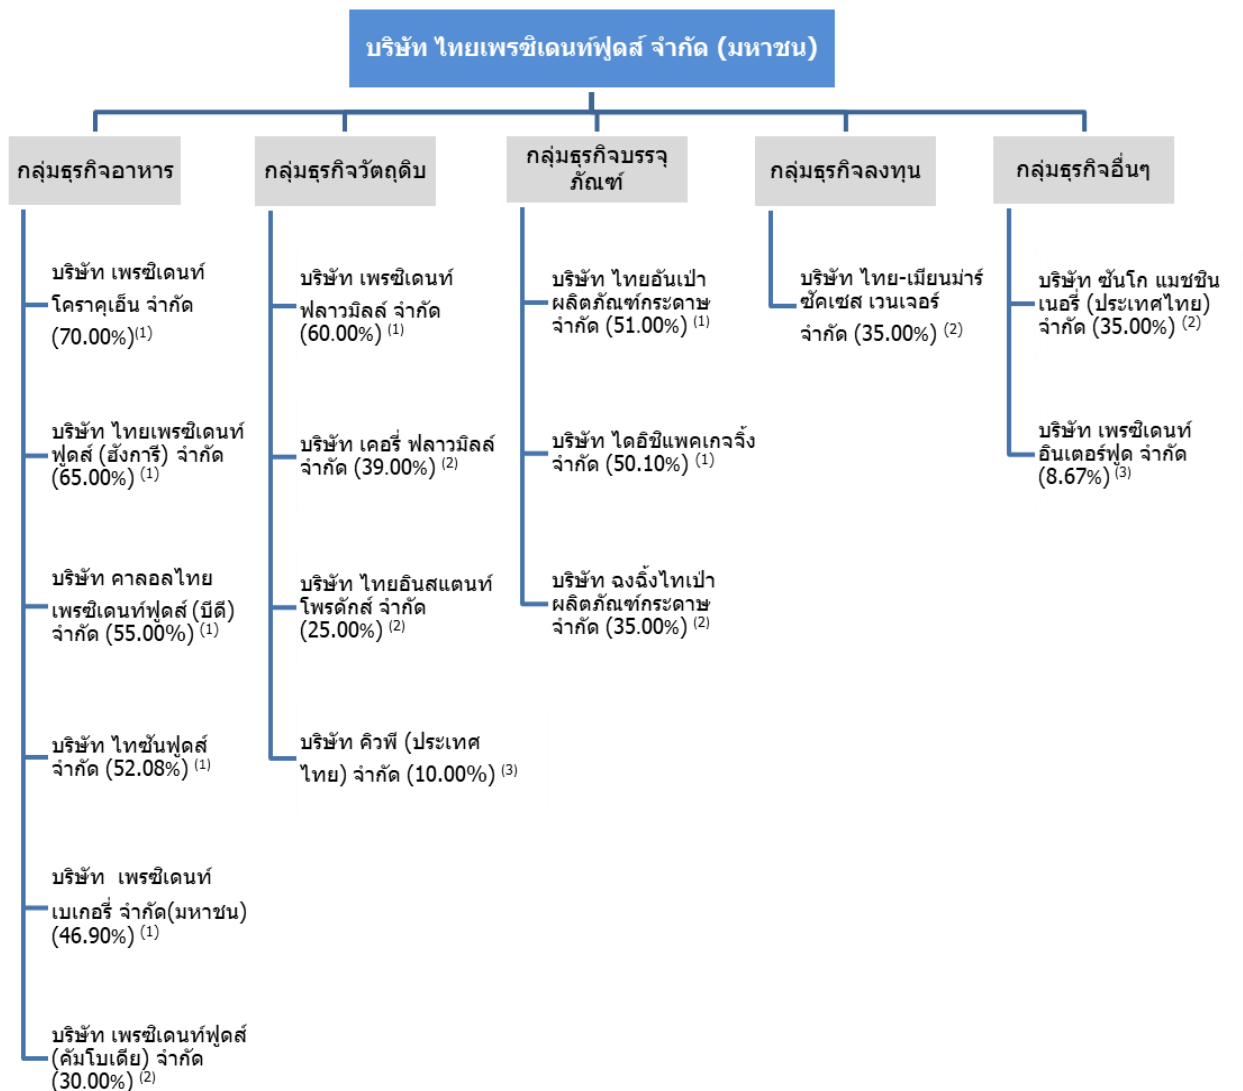 บริษัท ไทยเพรซิเดนท์ฟูดส์ จำกัด (มหาชน)
กลุ่มธุรกิจอาหาร
บริษัท เพรซิเดนท์
โคราคุเอ็น จำกัด
(70.00%)(1)
บริษัท ไทยเพรซิเดนท์
ฟูดส์ (ฮังการี) จำกัด
(65.00%) (1)
บริษัท คาลอลไทย
เพรซิเดนท์ฟูดส์ (บีดี)
จำกัด (55.00%) (1)
บริษัท ไทซันฟูดส์
จำกัด (52.08%) (1)
บริษัท เพรซิเดนท์
เบเกอรี่ จำกัด(มหาชน)
(46.90%) (1)
บริษัท เพรซิเดนท์ฟูดส์
(คัมโบเดีย) จำกัด
(30.00%) (2)
กลุ่มธุรกิจวัตถุดิบ
บริษัท เพรซิเดนท์
ฟลาวมิลล์ จำกัด
(60.00%) (1)
บริษัท เคอรี่ ฟลาวมิลล์
จำกัด (39.00%) (2)
บริษัท ไทยอินสแตนท์
โพรดักส์ จำกัด
(25.00%) (2)
บริษัท คิวพี (ประเทศ
ไทย) จำกัด (10.00%) (3)
กลุ่มธุรกิจบรรจุ
ภัณฑ์
บริษัท ไทยอันเป่า
ผลิตภัณฑ์กระดาษ
จำกัด (51.00%) (1)
บริษัท ไดอิชิแพคเกจจิ้ง
จำกัด (50.10%) (1)
บริษัท ฉงฉิ้งไทเป่า
ผลิตภัณฑ์กระดาษ
จำกัด (35.00%) (2)
กลุ่มธุรกิจลงทุน
บริษัท ไทย-เมียนม่าร์
ซัคเซส เวนเจอร์
จำกัด (35.00%) (2)
กลุ่มธุรกิจอื่นๆ
บริษัท ซันโก แมชชิน
เนอรี่ (ประเทศไทย)
จำกัด (35.00%) (2)
บริษัท เพรซิเดนท์
อินเตอร์ฟูด จำกัด
(8.67%) (3)